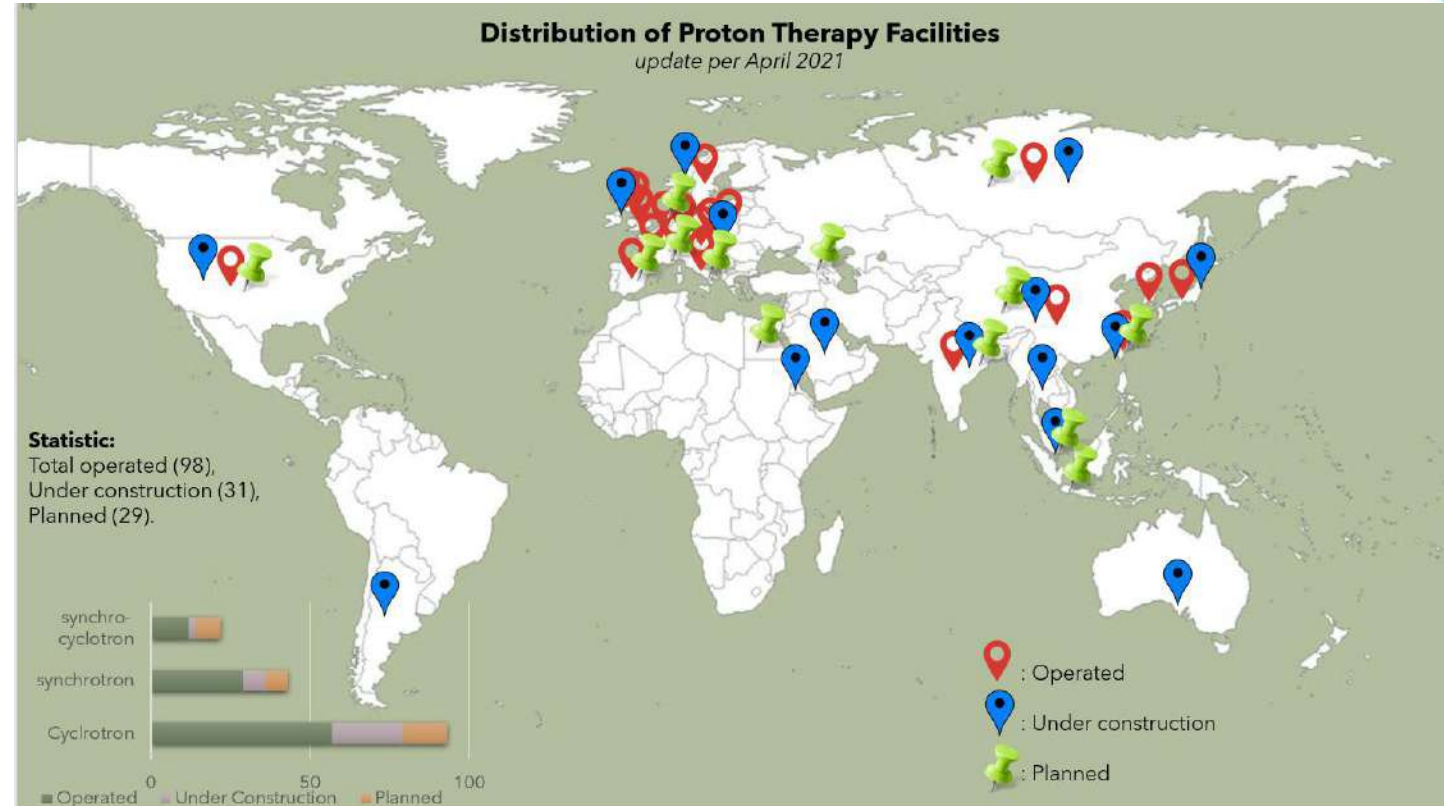 Distribution of Proton Therapy Facilities
update per April 2021
Statistic:
Total operated (98),
Under construction (31),
Planned (29).
synchro-
cyclotron
synchrotron
Cyclrotron
0 50 100
Operated Under Construction Planned
: Operated
: Under construction
: Planned